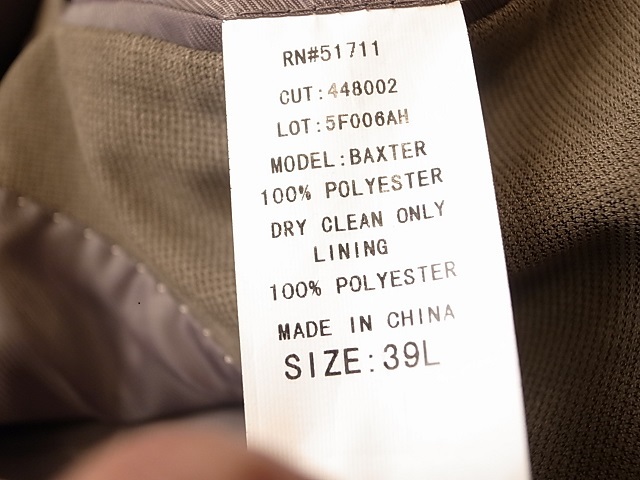 RN#51711
CUT:448002
LOT:5F006AH
MODEL:BAXTER
100% POLYESTER
DRY CLEAN ONLY
LINING
100% POLYESTER
MADE IN CHINA
SIZE:39L